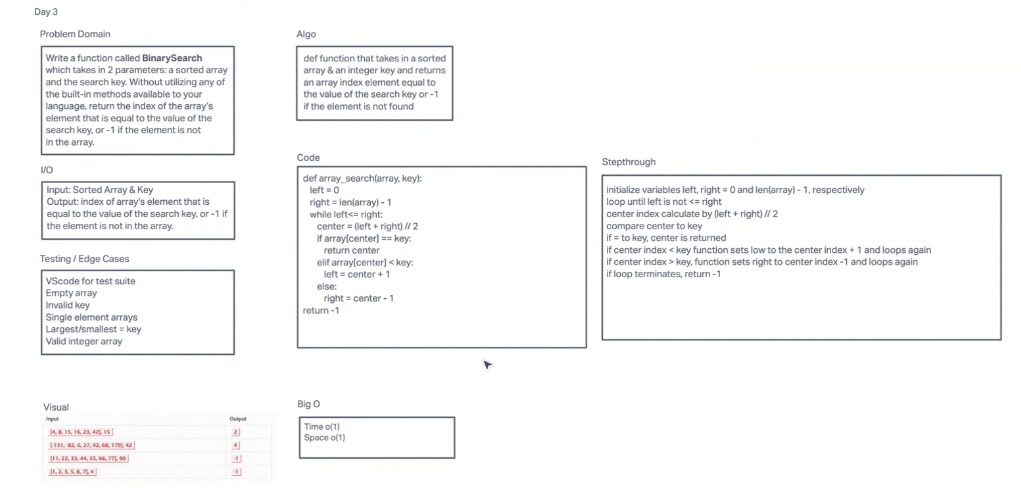 Day 3
Problem Domain
Write a function called BinarySearch
which takes in 2 parameters: a sorted array
and the search key. Without utilizing any of
the built-in methods available to your
language, return the index of the array's
element that is equal to the value of the
search key, or -1 if the element is not
in the array.
I/O
Input: Sorted Array & Key
Output: index of array's element that is
equal to the value of the search key, or -1 if
the element is not in the array.
Testing / Edge Cases
VScode for test suite
Empty array
Invalid key
Single element arrays
Largest/smallest = key
Valid integer array
Visual
Input Output
[4, 8, 15, 16, 23, 42], 15 2
[-131, -82, 0, 27, 42, 68, 179], 42 4
[11, 22, 33, 44, 55, 66, 77], 90 -1
[1, 2, 3, 5, 6, 7], 4 -1
Algo
def function that takes in a sorted
array & an integer key and returns
an array index element equal to
the value of the search key or -1
if the element is not found
Code
def array_search(array, key):
left = 0
right = len(array) - 1
while left<= right:
center = (left + right) // 2
if array[center] == key:
return center
elif array[center] < key:
left = center + 1
else:
right = center - 1
return -1
Big O
Time o(1)
Space o(1)
Stepthrough
initialize variables left, right = 0 and len(array) - 1, respectively
loop until left is not <= right
center index calculate by (left + right) // 2
compare center to key
if = to key, center is returned
if center index < key function sets low to the center index + 1 and loops again
if center index > key, function sets right to center index -1 and loops again
if loop terminates, return -1